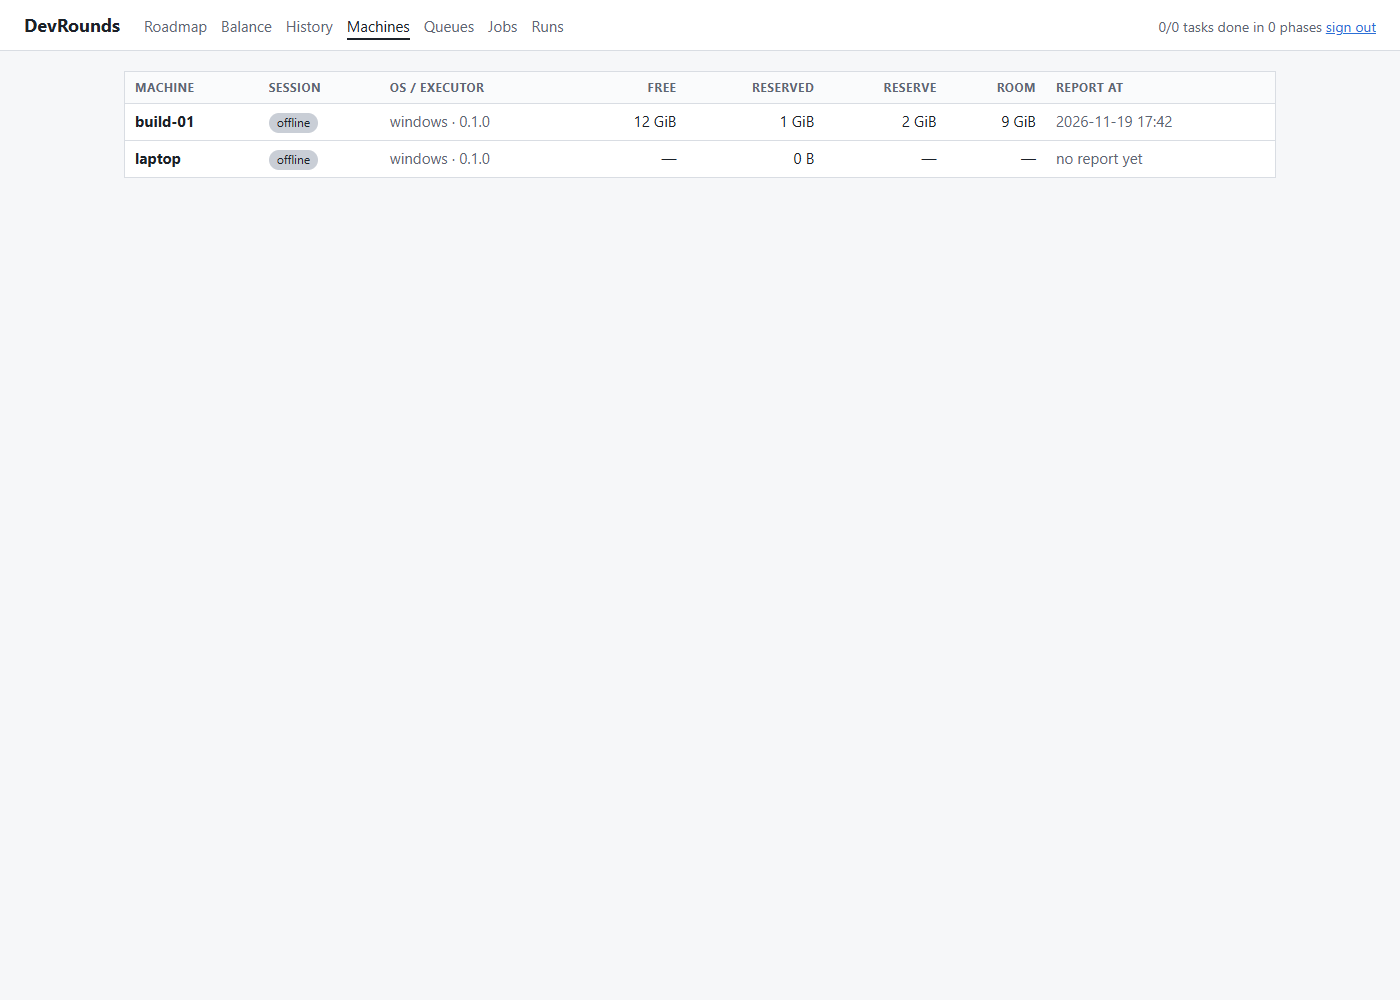 DevRounds Roadmap Balance History Machines Queues Jobs Runs 0/0 tasks done in 0 phases sign out
MACHINE SESSION OS / EXECUTOR FREE RESERVED RESERVE ROOM REPORT AT
build-01 offline windows · 0.1.0 12 GiB 1 GiB 2 GiB 9 GiB 2026-11-19 17:42
laptop offline windows · 0.1.0 — 0 B — — no report yet